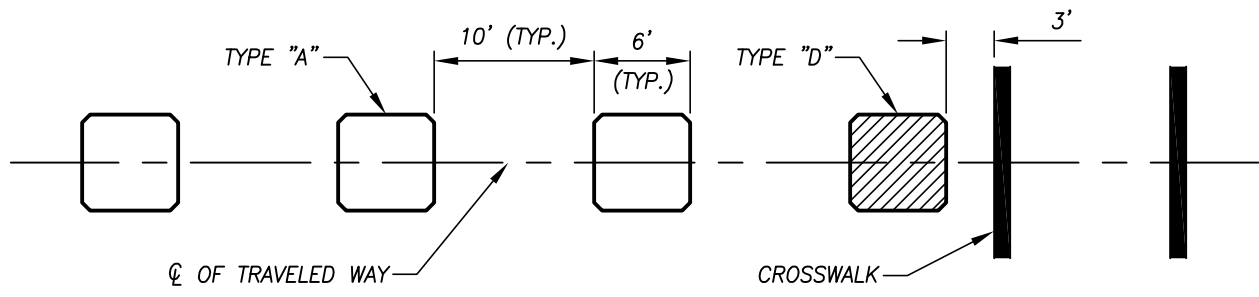 10' (TYP.)
6'
(TYP.)
3'
TYPE "A"
TYPE "D"
℄ OF TRAVELED WAY
CROSSWALK